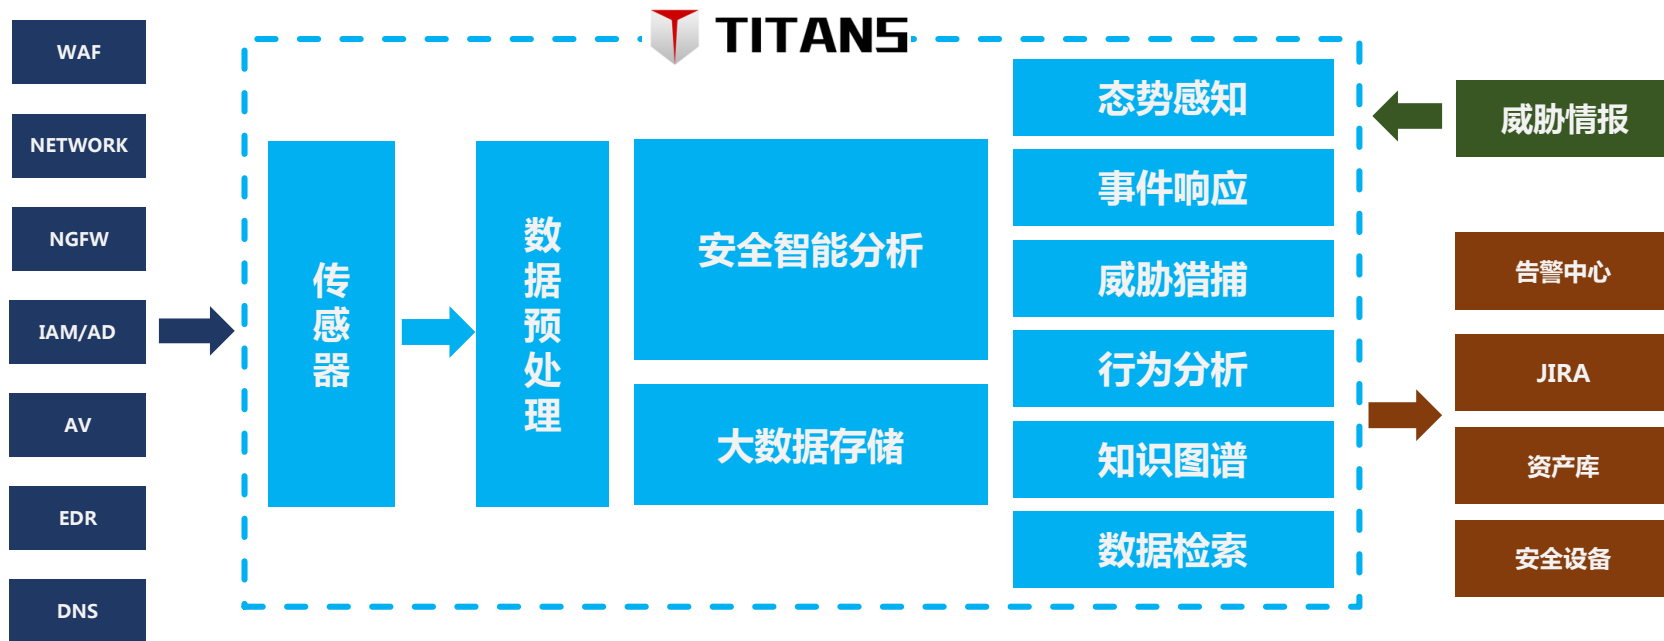 TITANS
WAF
NETWORK
NGFW
IAM/AD
AV
EDR
DNS
传感器
数据预处理
安全智能分析
大数据存储
态势感知
事件响应
威胁猎捕
行为分析
知识图谱
数据检索
威胁情报
告警中心
JIRA
资产库
安全设备